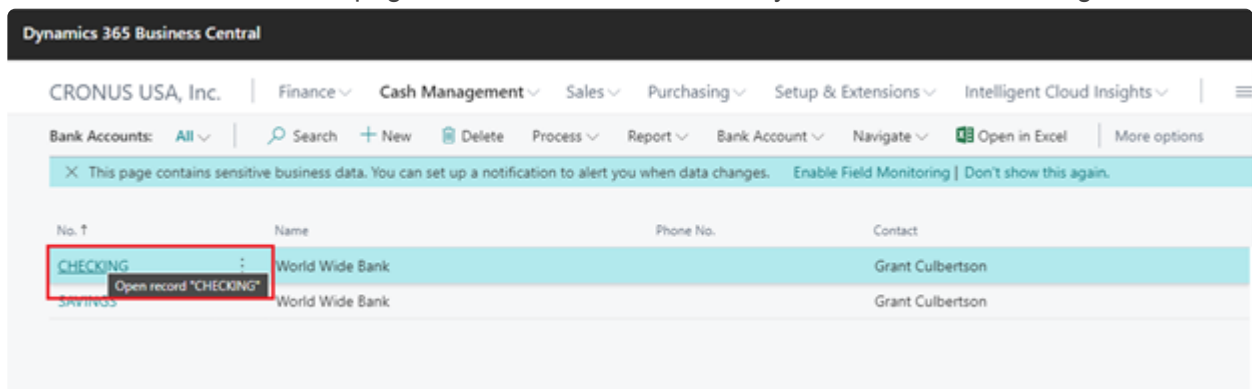 Dynamics 365 Business Central
CRONUS USA, Inc. Finance Cash Management Sales Purchasing Setup & Extensions Intelligent Cloud Insights
Bank Accounts: All Search + New Delete Process Report Bank Account Navigate Open in Excel More options
This page contains sensitive business data. You can set up a notification to alert you when data changes. Enable Field Monitoring | Don't show this again.
No. ↑ Name Phone No. Contact
CHECKING World Wide Bank Grant Culbertson
Open record "CHECKING"
SAVINGS World Wide Bank Grant Culbertson